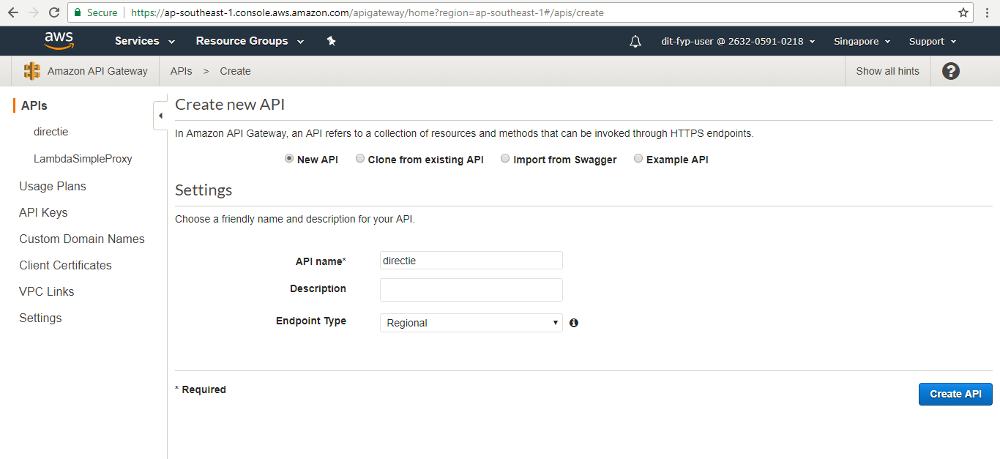 Secure https://ap-southeast-1.console.aws.amazon.com/apigateway/home?region=ap-southeast-1#/apis/create
aws Services Resource Groups dit-fyp-user @ 2632-0591-0218 Singapore Support
Amazon API Gateway APIs > Create Show all hints ?
APIs
directie
LambdaSimpleProxy
Usage Plans
API Keys
Custom Domain Names
Client Certificates
VPC Links
Settings
Create new API
In Amazon API Gateway, an API refers to a collection of resources and methods that can be invoked through HTTPS endpoints.
New API Clone from existing API Import from Swagger Example API
Settings
Choose a friendly name and description for your API.
API name* directie
Description
Endpoint Type Regional
* Required
Create API